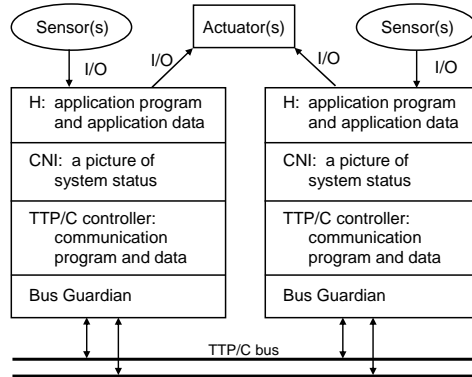 Sensor(s)
Actuator(s)
Sensor(s)
I/O
I/O
I/O
I/O
H: application program
and application data
CNI: a picture of
system status
TTP/C controller:
communication
program and data
Bus Guardian
H: application program
and application data
CNI: a picture of
system status
TTP/C controller:
communication
program and data
Bus Guardian
TTP/C bus